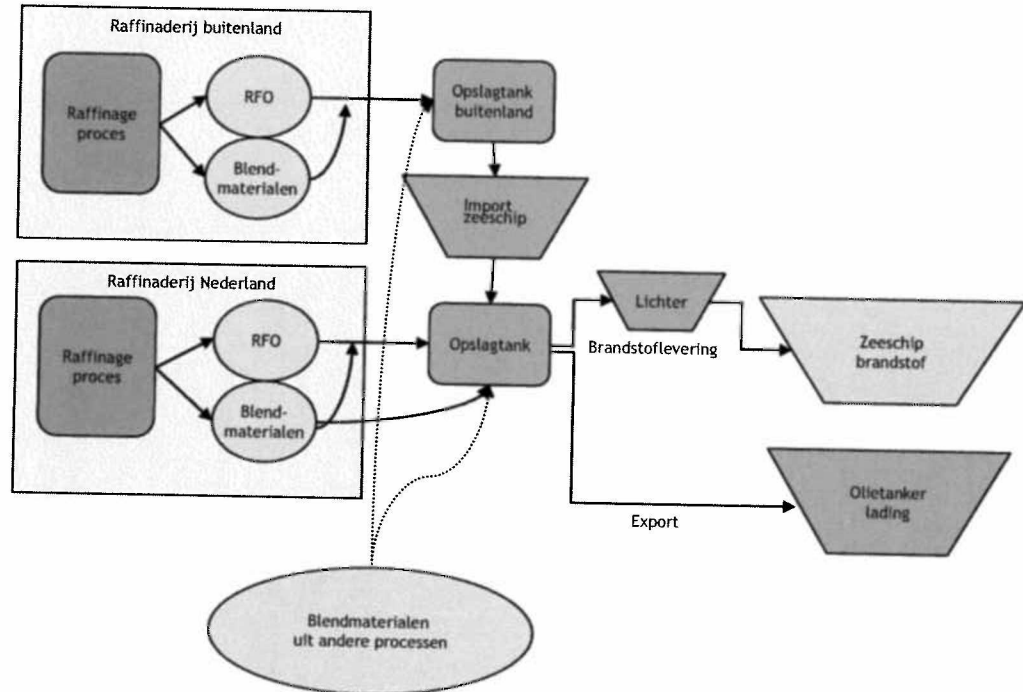 Raffinaderij buitenland
Raffinage
proces
RFO
Blend-
materialen
Opslagtank
buitenland
Import
zeeschip
Raffinaderij Nederland
Raffinage
proces
RFO
Blend-
materialen
Opslagtank
Lichter
Brandstoflevering
Zeeschip
brandstof
Olietanker
lading
Export
Blendmaterialen
uit andere processen